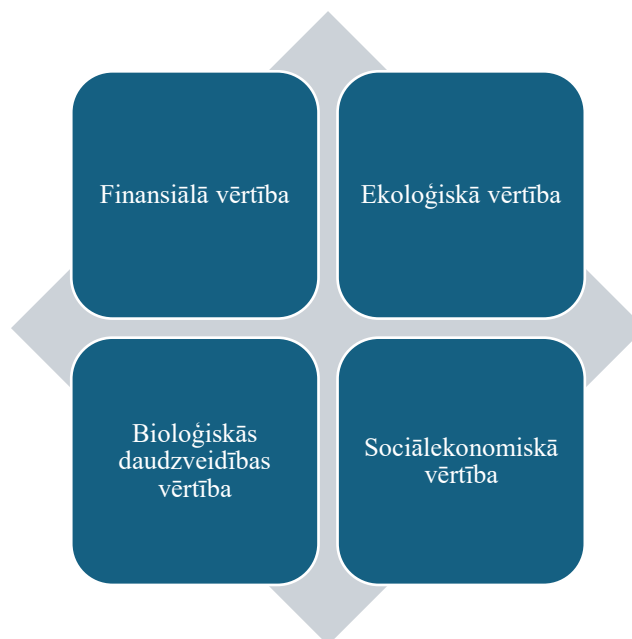 Finansiālā vērtība
Ekoloģiskā vērtība
Bioloģiskās
daudzveidības
vērtība
Sociālekonomiskā
vērtība